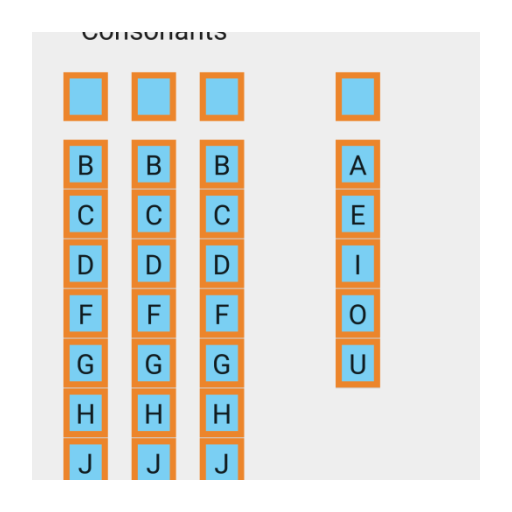 Consonants
B B B A
C C C E
D D D I
F F F O
G G G U
H H H
J J J